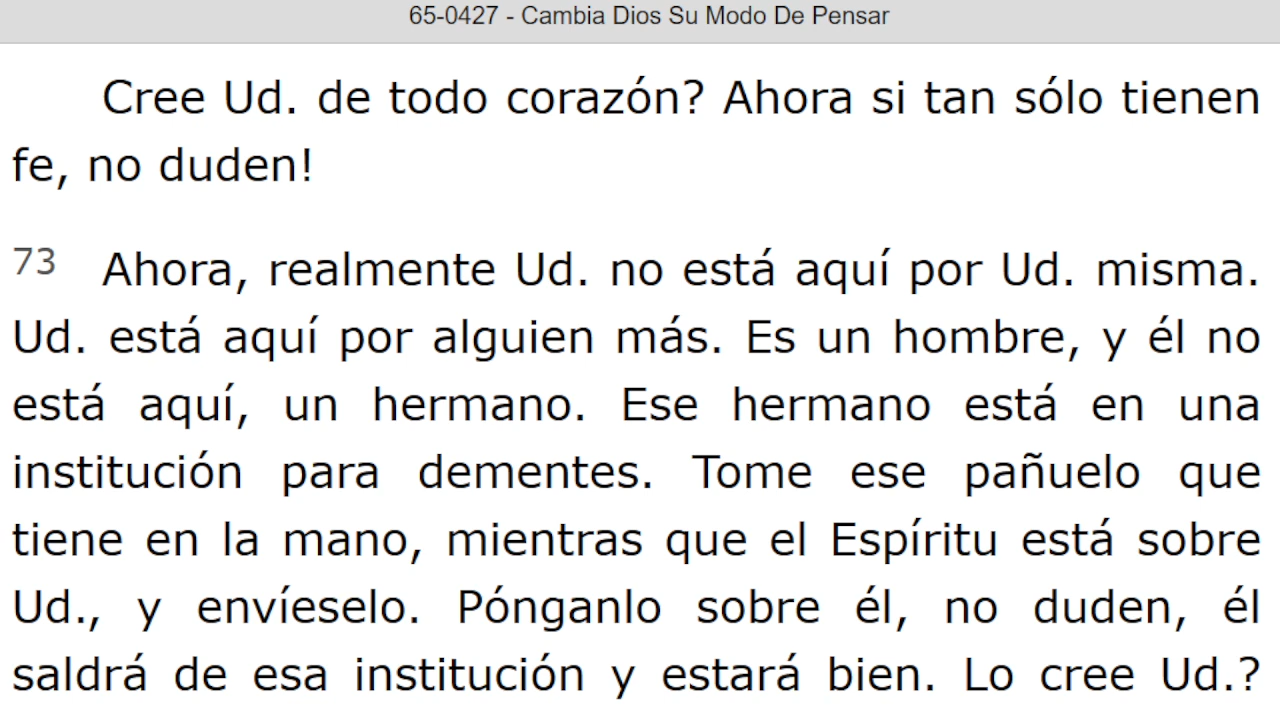 65-0427 - Cambia Dios Su Modo De Pensar
Cree Ud. de todo corazón? Ahora si tan sólo tienen
fe, no duden!
73 Ahora, realmente Ud. no está aquí por Ud. misma.
Ud. está aquí por alguien más. Es un hombre, y él no
está aquí, un hermano. Ese hermano está en una
institución para dementes. Tome ese pañuelo que
tiene en la mano, mientras que el Espíritu está sobre
Ud., y envíeselo. Pónganlo sobre él, no duden, él
saldrá de esa institución y estará bien. Lo cree Ud.?